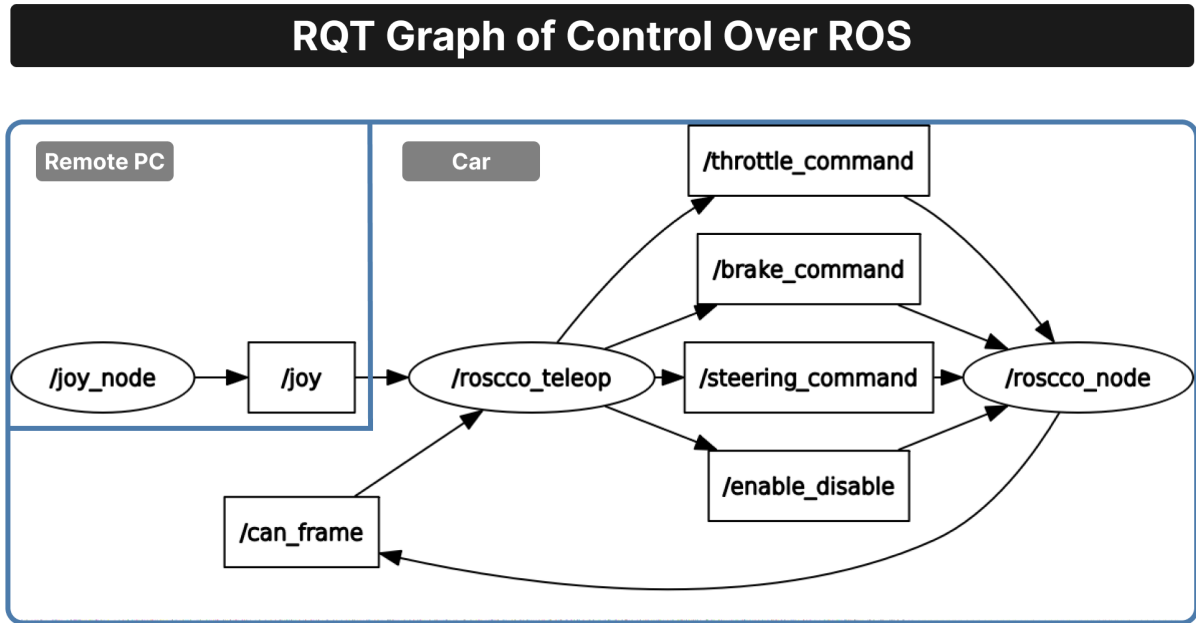 RQT Graph of Control Over ROS
Remote PC
Car
/throttle_command
/brake_command
/joy_node
/joy
/roscco_teleop
/steering_command
/roscco_node
/enable_disable
/can_frame